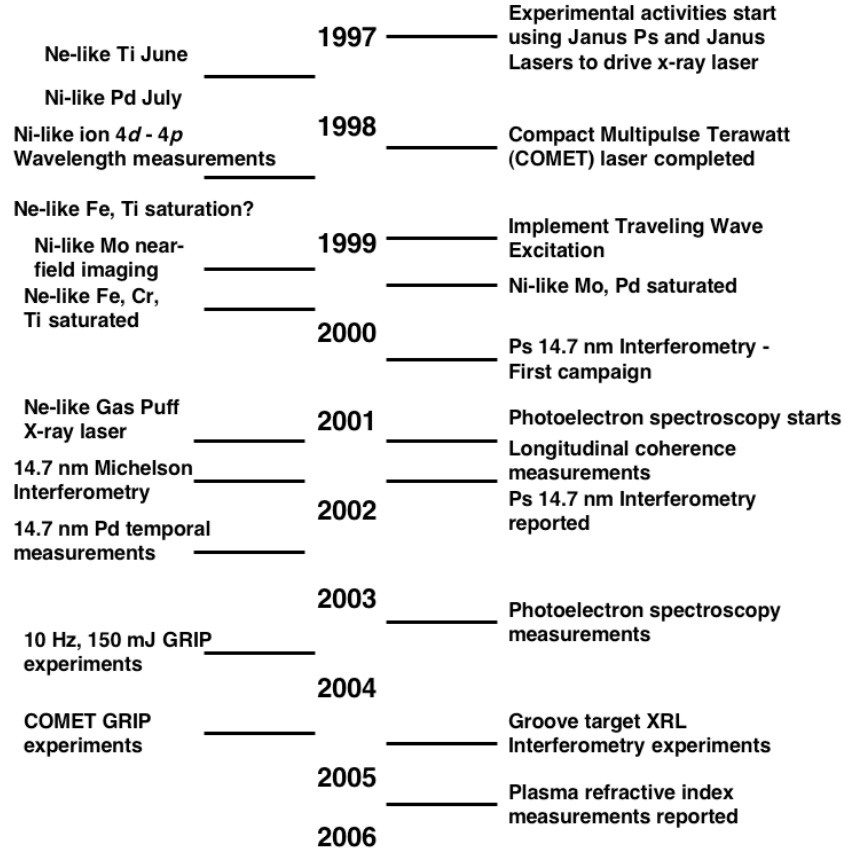 1997
Experimental activities start
using Janus Ps and Janus
Lasers to drive x-ray laser
Ne-like Ti June
Ni-like Pd July
1998
Ni-like ion 4d - 4p
Wavelength measurements
Compact Multipulse Terawatt
(COMET) laser completed
Ne-like Fe, Ti saturation?
1999
Implement Traveling Wave
Excitation
Ni-like Mo near-
field imaging
Ni-like Mo, Pd saturated
Ne-like Fe, Cr,
Ti saturated
2000
Ps 14.7 nm Interferometry -
First campaign
Ne-like Gas Puff
X-ray laser
2001
Photoelectron spectroscopy starts
Longitudinal coherence
measurements
14.7 nm Michelson
Interferometry
2002
Ps 14.7 nm Interferometry
reported
14.7 nm Pd temporal
measurements
2003
Photoelectron spectroscopy
measurements
10 Hz, 150 mJ GRIP
experiments
2004
COMET GRIP
experiments
Groove target XRL
Interferometry experiments
2005
Plasma refractive index
measurements reported
2006